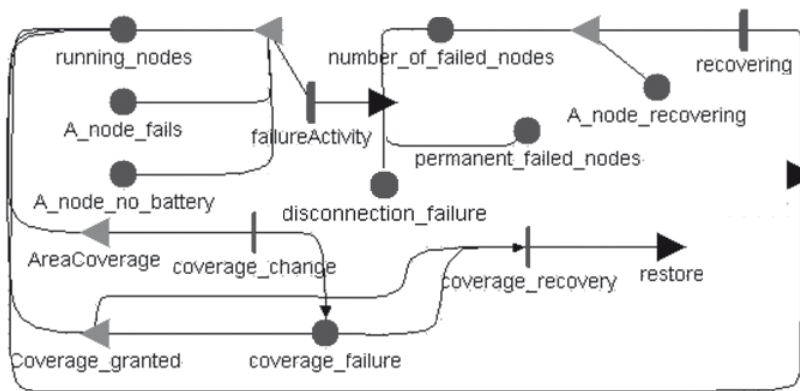 running_nodes
number_of_failed_nodes
recovering
A_node_fails
failureActivity
A_node_recovering
permanent_failed_nodes
A_node_no_battery
disconnection_failure
AreaCoverage
coverage_change
coverage_recovery
restore
Coverage_granted
coverage_failure